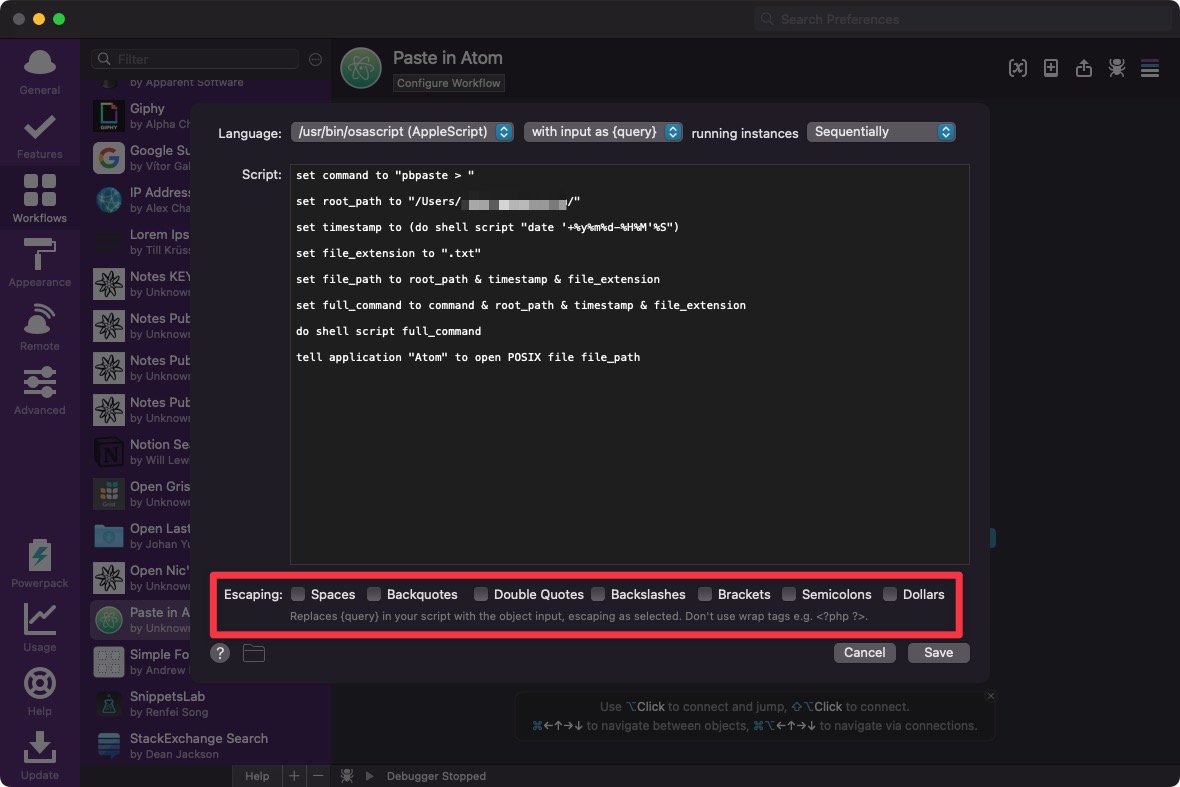 Search Preferences
General
Features
Workflows
Appearance
Remote
Advanced
Powerpack
Usage
Help
Update
Filter
by Apparent Software
Giphy
by Alpha Ch
Google Su
by Vítor Gal
IP Address
by Alex Cha
Lorem Ips
by Till Krüss
Notes KEY
by Unknown
Notes Pub
by Unknown
Notes Pub
by Unknown
Notes Pub
by Unknown
Notion Se
by Will Lew
Open Gris
by Unknown
Open Last
by Johan Yu
Open Nic'
by Unknown
Paste in A
by Unknown
Simple Fo
by Andrew
SnippetsLab
by Renfei Song
StackExchange Search
by Dean Jackson
Paste in Atom
Configure Workflow
Language: /usr/bin/osascript (AppleScript) with input as {query} running instances Sequentially
Script:
set command to "pbpaste > "
set root_path to "/Users/ /"
set timestamp to (do shell script "date '+%y%m%d-%H%M'%S")
set file_extension to ".txt"
set file_path to root_path & timestamp & file_extension
set full_command to command & root_path & timestamp & file_extension
do shell script full_command
tell application "Atom" to open POSIX file file_path
Escaping: Spaces Backquotes Double Quotes Backslashes Brackets Semicolons Dollars
Replaces {query} in your script with the object input, escaping as selected. Don't use wrap tags e.g. <?php ?>.
? Cancel Save
Use ⌥Click to connect and jump, ⇧⌥Click to connect.
⌘←↑→↓ to navigate between objects, ⌘⌥←↑→↓ to navigate via connections.
Help + − Debugger Stopped